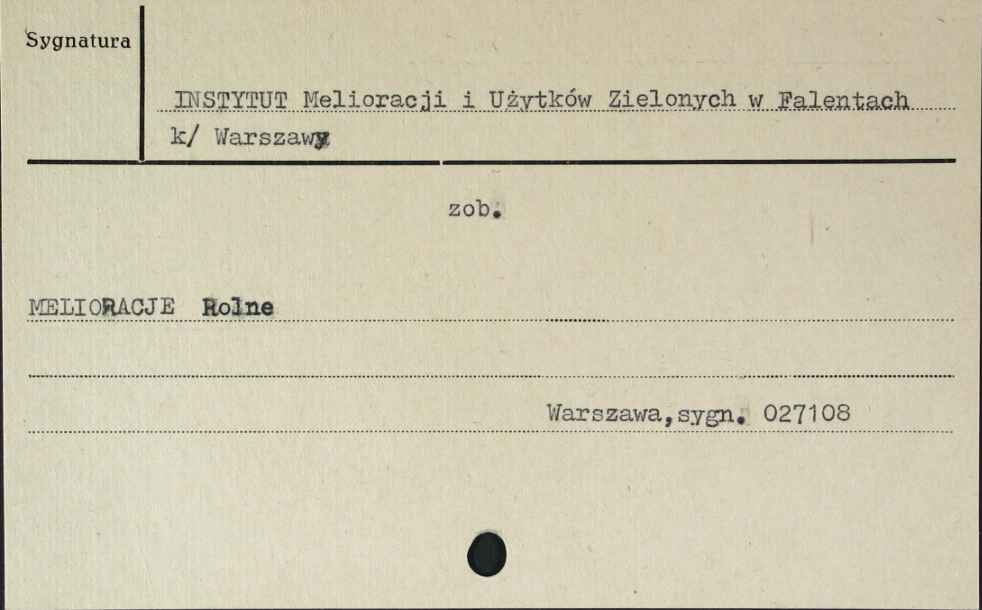 Sygnatura
INSTYTUT Melioracji i Użytków Zielonych w Falentach
k/ Warszawy
zob.
MELIORACJE Rolne
Warszawa,sygn. 027108